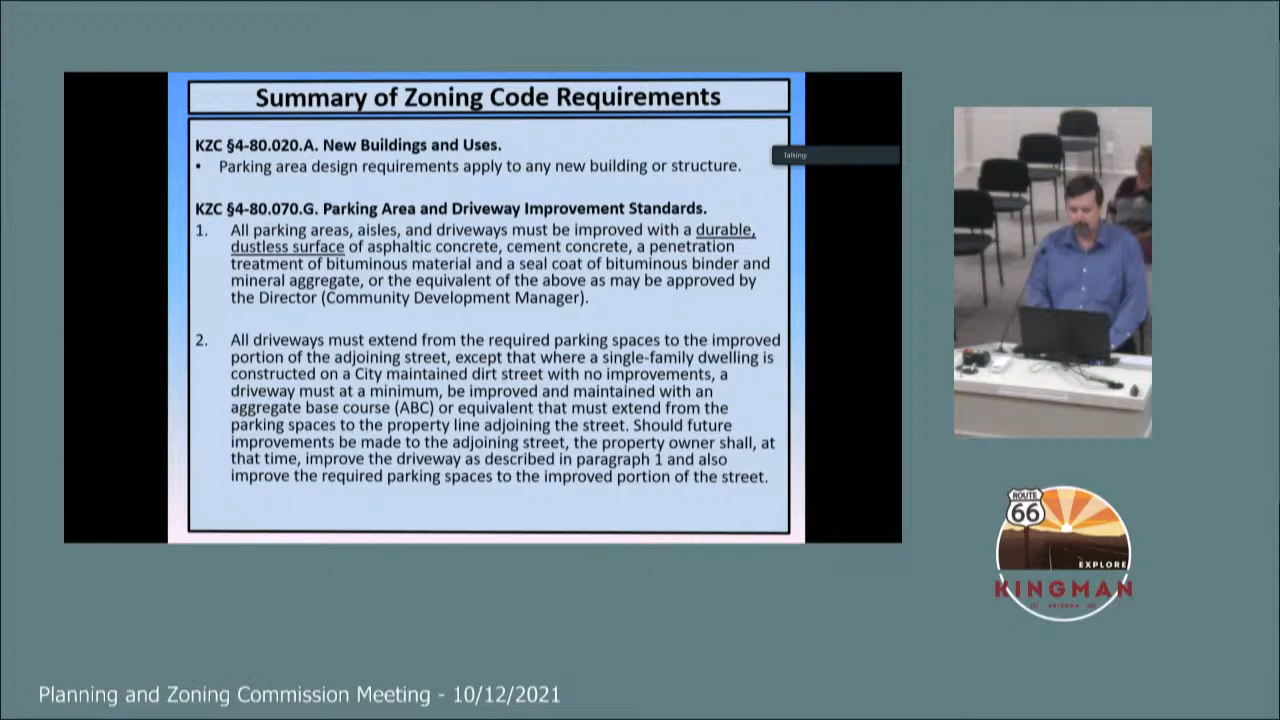 Summary of Zoning Code Requirements
KZC §4-80.020.A. New Buildings and Uses.
• Parking area design requirements apply to any new building or structure.
Talking:
KZC §4-80.070.G. Parking Area and Driveway Improvement Standards.
1. All parking areas, aisles, and driveways must be improved with a durable,
dustless surface of asphaltic concrete, cement concrete, a penetration
treatment of bituminous material and a seal coat of bituminous binder and
mineral aggregate, or the equivalent of the above as may be approved by
the Director (Community Development Manager).
2. All driveways must extend from the required parking spaces to the improved
portion of the adjoining street, except that where a single-family dwelling is
constructed on a City maintained dirt street with no improvements, a
driveway must at a minimum, be improved and maintained with an
aggregate base course (ABC) or equivalent that must extend from the
parking spaces to the property line adjoining the street. Should future
improvements be made to the adjoining street, the property owner shall, at
that time, improve the driveway as described in paragraph 1 and also
improve the required parking spaces to the improved portion of the street.
ROUTE
66
EXPLORE
KINGMAN
ARIZONA
Planning and Zoning Commission Meeting - 10/12/2021